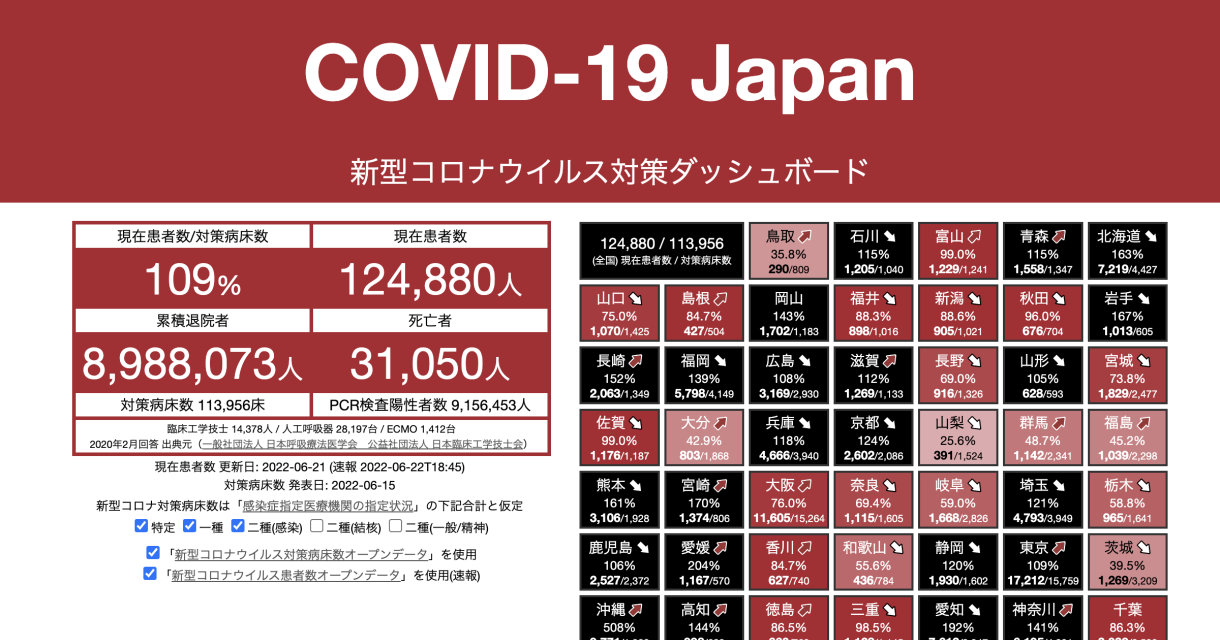 COVID-19 Japan
新型コロナウイルス対策ダッシュボード
現在患者数/対策病床数
現在患者数
109%
124,880人
累積退院者
死亡者
8,988,073人
31,050人
対策病床数 113,956床
PCR検査陽性者数 9,156,453人
臨床工学技士 14,378人 / 人工呼吸器 28,197台 / ECMO 1,412台
2020年2月回答 出典元（一般社団法人 日本呼吸療法医学会　公益社団法人 日本臨床工学技士会）
現在患者数 更新日: 2022-06-21 (速報 2022-06-22T18:45)
対策病床数 発表日: 2022-06-15
新型コロナ対策病床数は「感染症指定医療機関の指定状況」の下記合計と仮定
特定 一種 二種(感染) 二種(結核) 二種(一般/精神)
「新型コロナウイルス対策病床数オープンデータ」を使用
「新型コロナウイルス患者数オープンデータ」を使用(速報)
124,880 / 113,956
(全国) 現在患者数 / 対策病床数
鳥取
35.8%
290/809
石川
115%
1,205/1,040
富山
99.0%
1,229/1,241
青森
115%
1,558/1,347
北海道
163%
7,219/4,427
山口
75.0%
1,070/1,425
島根
84.7%
427/504
岡山
143%
1,702/1,183
福井
88.3%
898/1,016
新潟
88.6%
905/1,021
秋田
96.0%
676/704
岩手
167%
1,013/605
長崎
152%
2,063/1,349
福岡
139%
5,798/4,149
広島
108%
3,169/2,930
滋賀
112%
1,269/1,133
長野
69.0%
916/1,326
山形
105%
628/593
宮城
73.8%
1,829/2,477
佐賀
99.0%
1,176/1,187
大分
42.9%
803/1,868
兵庫
118%
4,666/3,940
京都
124%
2,602/2,086
山梨
25.6%
391/1,524
群馬
48.7%
1,142/2,341
福島
45.2%
1,039/2,298
熊本
161%
3,106/1,928
宮崎
170%
1,374/806
大阪
76.0%
11,605/15,264
奈良
69.4%
1,115/1,605
岐阜
59.0%
1,668/2,826
埼玉
121%
4,793/3,949
栃木
58.8%
965/1,641
鹿児島
106%
2,527/2,372
愛媛
204%
1,167/570
香川
84.7%
627/740
和歌山
55.6%
436/784
静岡
120%
1,930/1,602
東京
109%
17,212/15,759
茨城
39.5%
1,269/3,209
沖縄
508%
高知
144%
徳島
86.5%
三重
98.5%
愛知
192%
神奈川
141%
千葉
86.3%